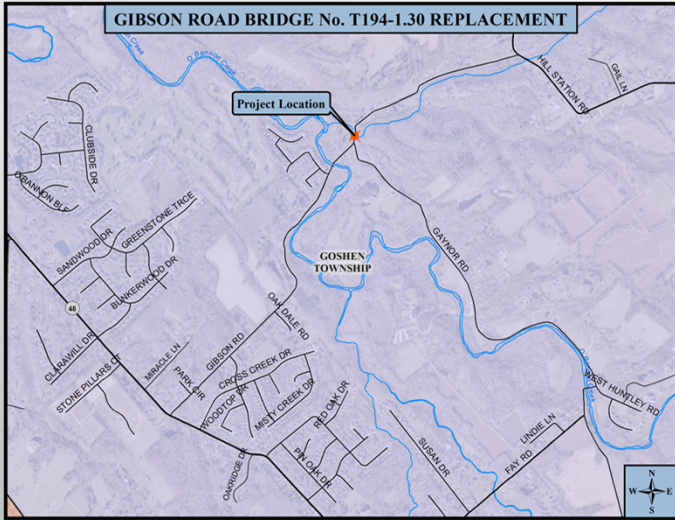 GIBSON ROAD BRIDGE No. T194-1.30 REPLACEMENT
O'Bannon Creek
Creek
HILL STATION RD
GAIL LN
Project Location
CLUBSIDE DR
O'BANNON BLF
GREENSTONE TRCE
SANDWOOD DR
BUNKERWOOD DR
GAYNOR RD
GOSHEN
TOWNSHIP
48
OAK DALE RD
CLARAWILL DR
MIRACLE LN
GIBSON RD
STONE PILLARS CT
PARK CIR
CROSS CREEK DR
WOODTOP DR
MISTY CREEK DR
RED OAK DR
WEST HUNTLEY RD
LINDIE LN
SUSAN DR
FAY RD
PIN OAK DR
OAKRIDGE DR
N
W E
S